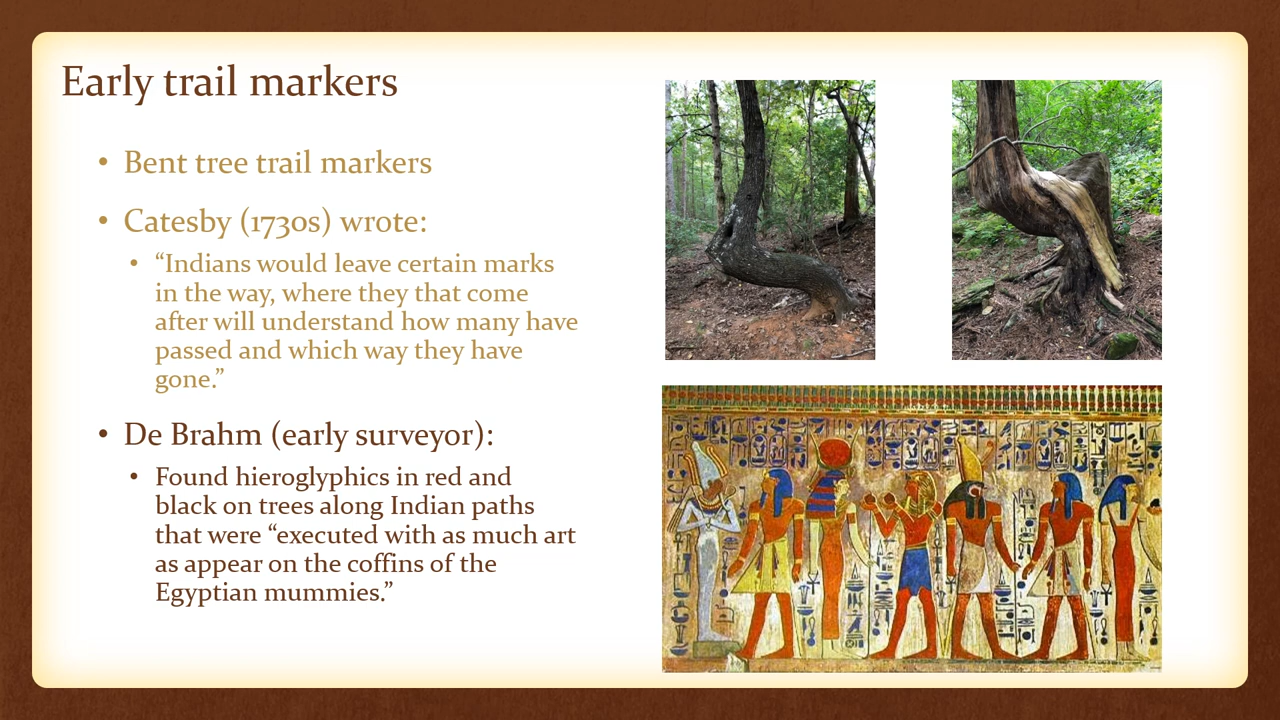 Early trail markers
• Bent tree trail markers
• Catesby (1730s) wrote:
• “Indians would leave certain marks
in the way, where they that come
after will understand how many have
passed and which way they have
gone.”
• De Brahm (early surveyor):
• Found hieroglyphics in red and
black on trees along Indian paths
that were “executed with as much art
as appear on the coffins of the
Egyptian mummies.”